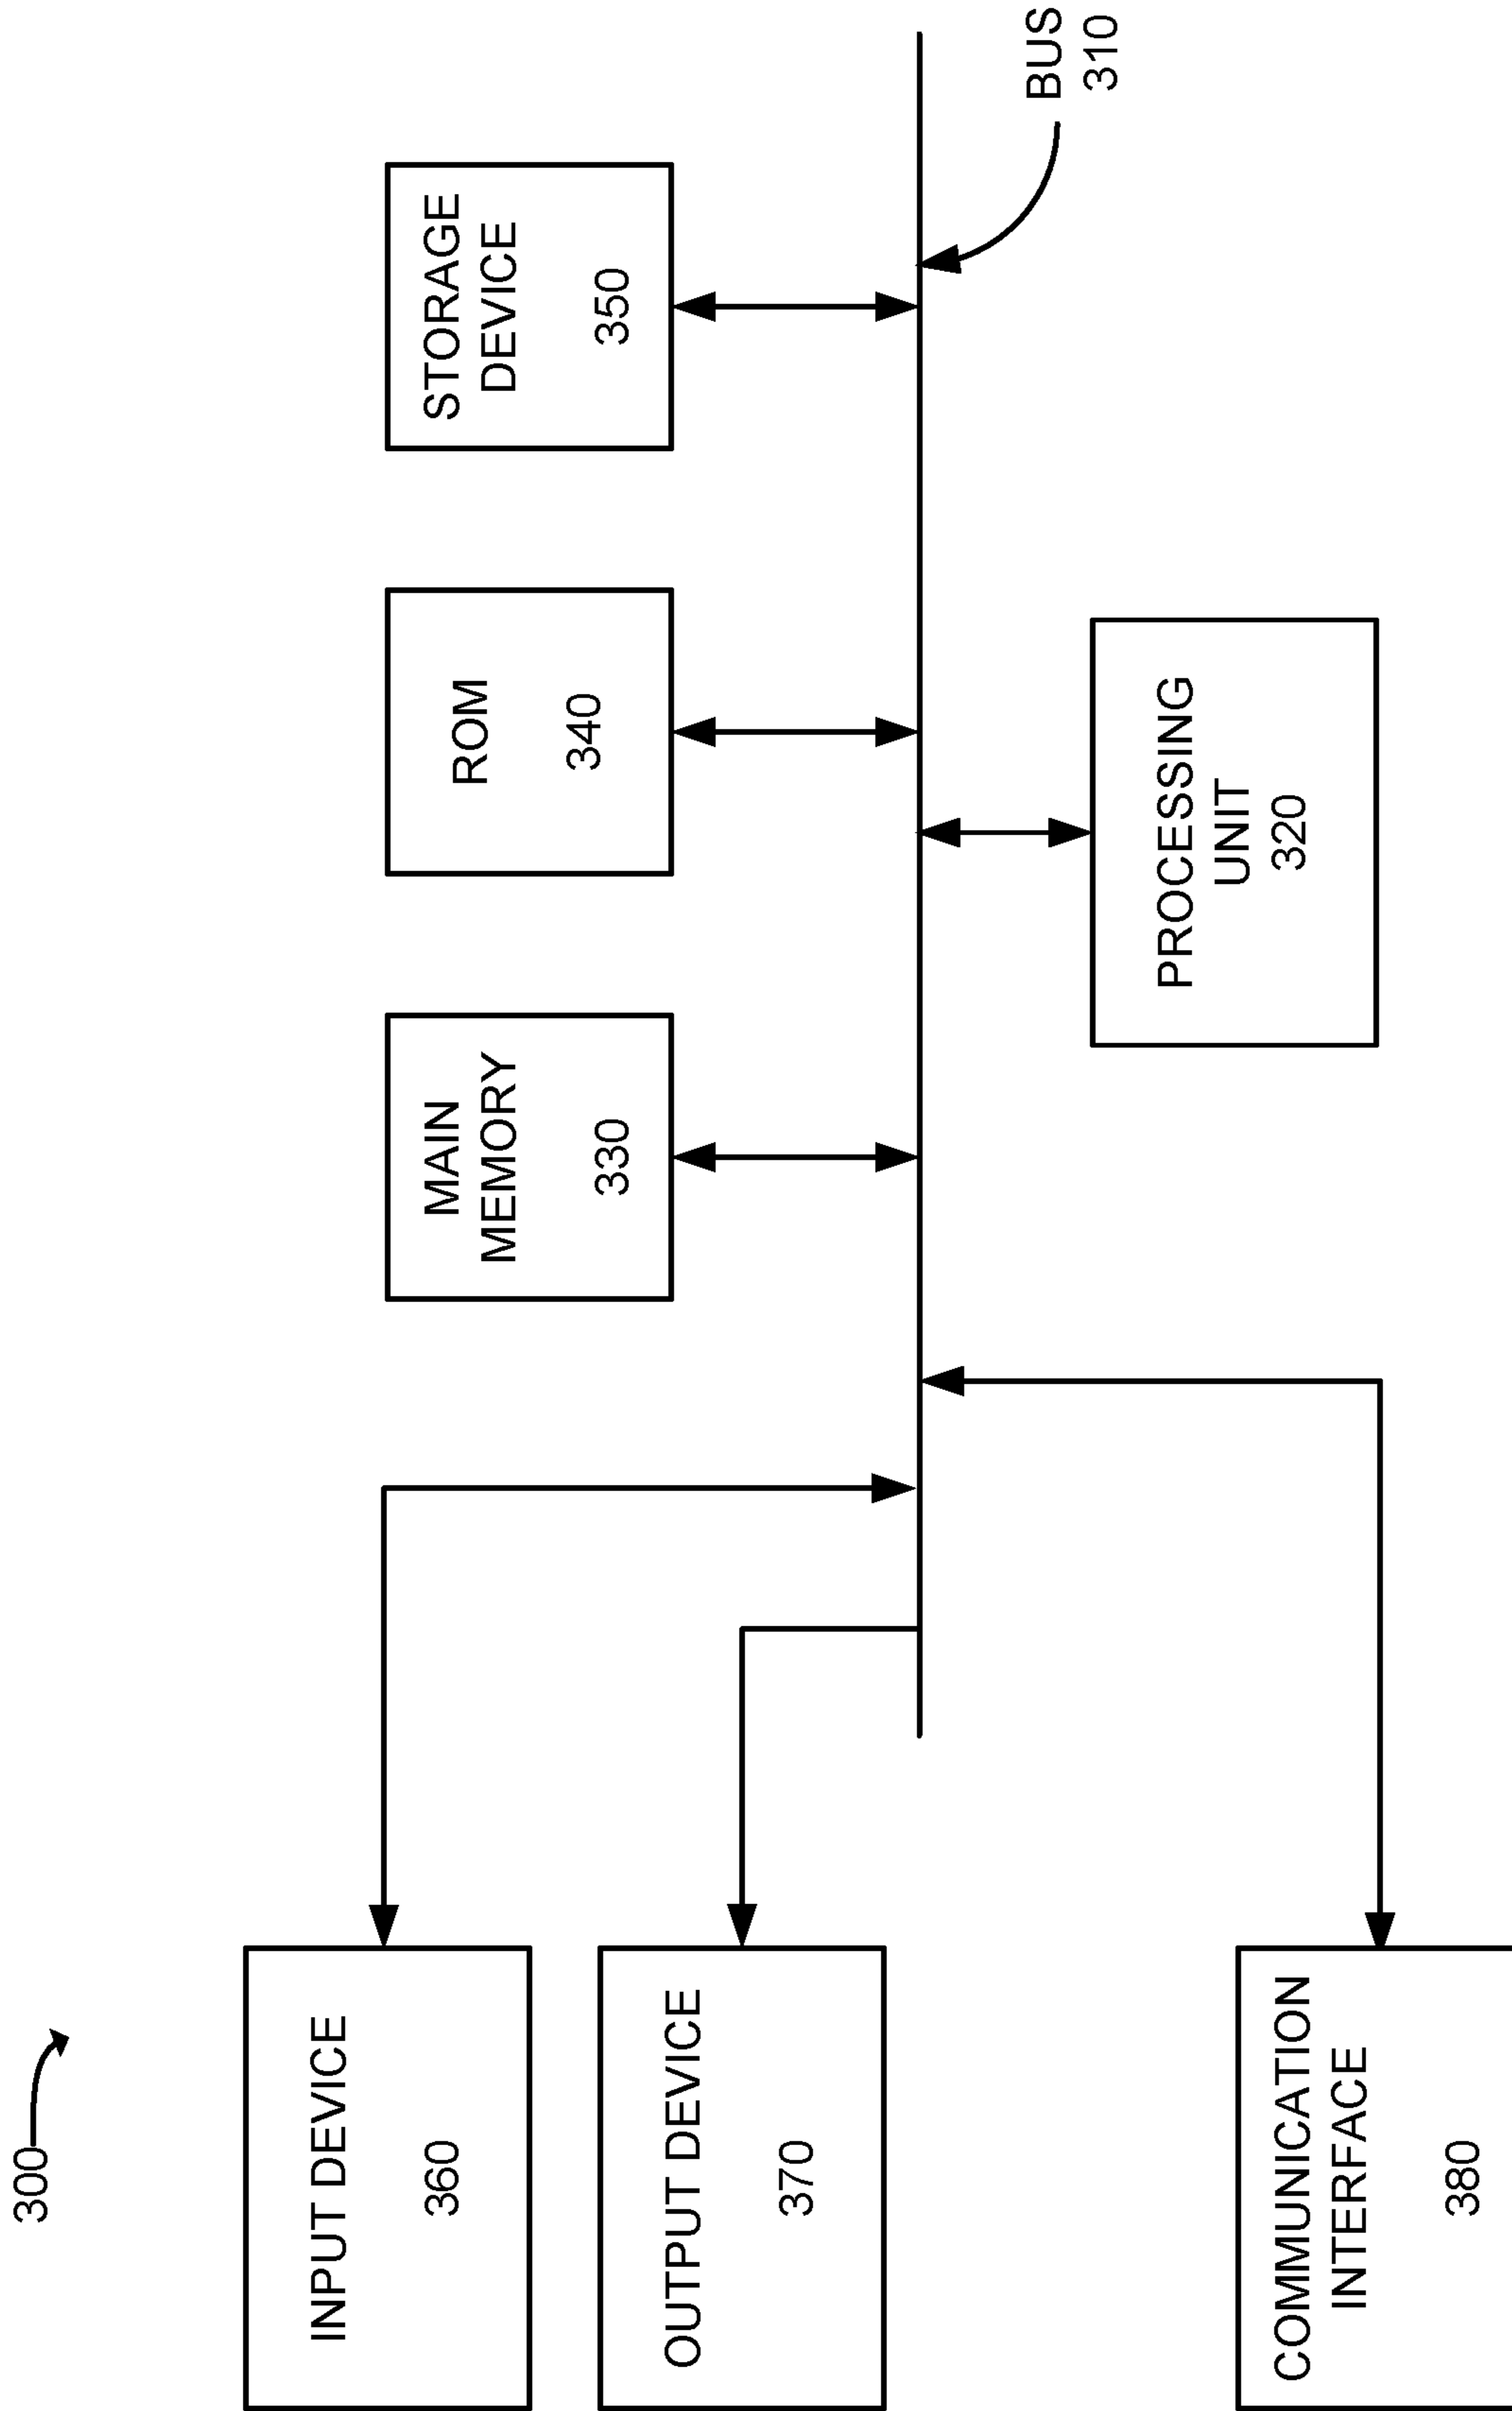 300
STORAGE
DEVICE
350
ROM
340
MAIN
MEMORY
330
BUS
310
PROCESSING
UNIT
320
INPUT DEVICE
360
OUTPUT DEVICE
370
COMMUNICATION
INTERFACE
380